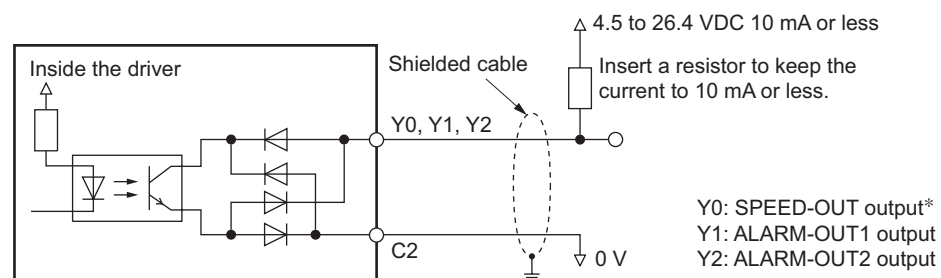 4.5 to 26.4 VDC 10 mA or less
Inside the driver
Shielded cable
Insert a resistor to keep the
current to 10 mA or less.
Y0, Y1, Y2
C2
0 V
Y0: SPEED-OUT output*
Y1: ALARM-OUT1 output
Y2: ALARM-OUT2 output